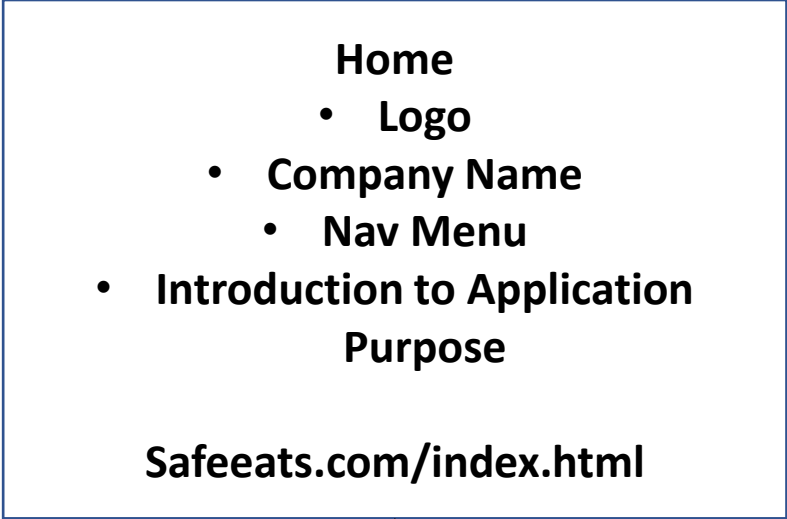 Home
• Logo
• Company Name
• Nav Menu
• Introduction to Application
Purpose
Safeeats.com/index.html